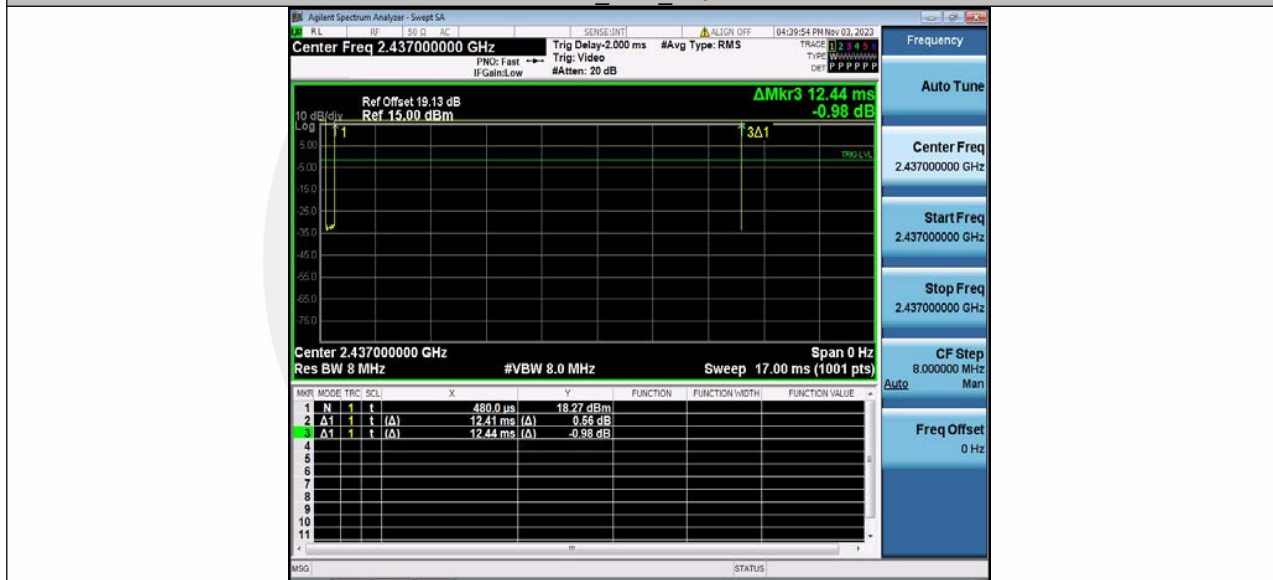 Agilent Spectrum Analyzer - Swept SA
RL RF 50 Ω AC SENSE:INT ALIGN OFF 04:39:54 PM Nov 03, 2023
Center Freq 2.437000000 GHz
PNO: Fast
IFGain:Low
Trig Delay-2.000 ms
Trig: Video
#Atten: 20 dB
#Avg Type: RMS
TRACE 1 2 3 4 5 6
TYPE W
DET P P P P P P
ΔMkr3 12.44 ms
-0.98 dB
Ref Offset 19.13 dB
10 dB/div Ref 15.00 dBm
Log
1
3Δ1
TRIG LVL
5.00
-5.00
-15.0
-25.0
-35.0
-45.0
-55.0
-65.0
-75.0
Center 2.437000000 GHz Span 0 Hz
Res BW 8 MHz #VBW 8.0 MHz Sweep 17.00 ms (1001 pts)
MKR MODE TRC SCL X Y FUNCTION FUNCTION WIDTH FUNCTION VALUE
1 N 1 t 480.0 µs 18.27 dBm
2 Δ1 1 t (Δ) 12.41 ms (Δ) 0.56 dB
3 Δ1 1 t (Δ) 12.44 ms (Δ) -0.98 dB
4
5
6
7
8
9
10
11
MSG STATUS
Frequency
Auto Tune
Center Freq
2.437000000 GHz
Start Freq
2.437000000 GHz
Stop Freq
2.437000000 GHz
CF Step
8.000000 MHz
Auto Man
Freq Offset
0 Hz